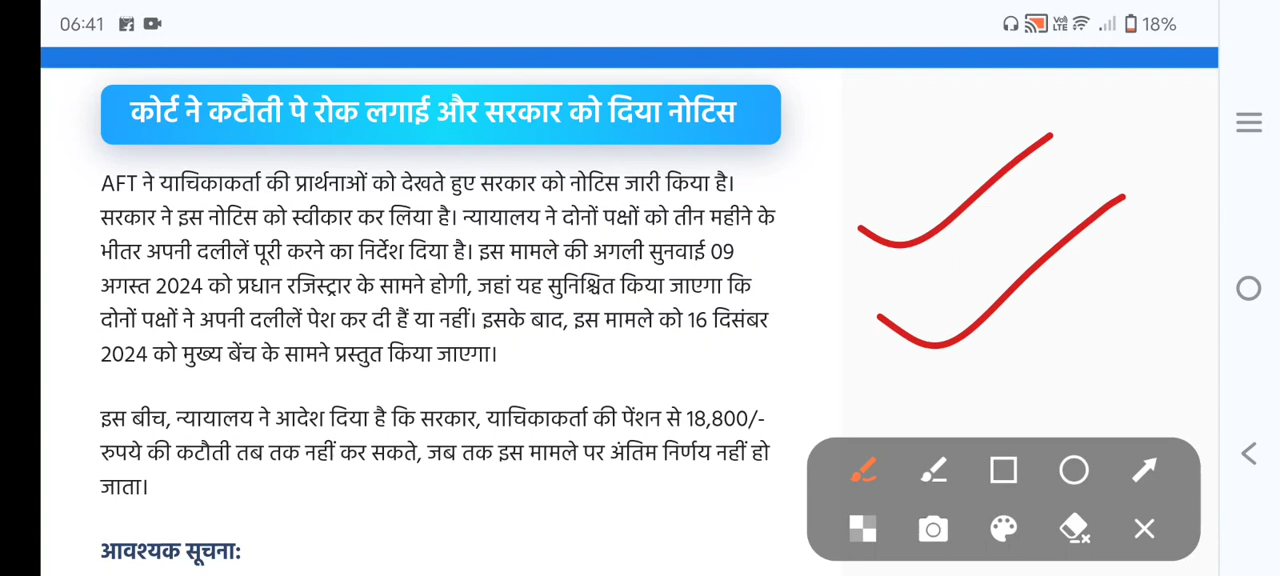 06:41
Vo) LTE 18%
कोर्ट ने कटौती पे रोक लगाई और सरकार को दिया नोटिस
AFT ने याचिकाकर्ता की प्रार्थनाओं को देखते हुए सरकार को नोटिस जारी किया है।
सरकार ने इस नोटिस को स्वीकार कर लिया है। न्यायालय ने दोनों पक्षों को तीन महीने के
भीतर अपनी दलीलें पूरी करने का निर्देश दिया है। इस मामले की अगली सुनवाई 09
अगस्त 2024 को प्रधान रजिस्ट्रार के सामने होगी, जहां यह सुनिश्चित किया जाएगा कि
दोनों पक्षों ने अपनी दलीलें पेश कर दी हैं या नहीं। इसके बाद, इस मामले को 16 दिसंबर
2024 को मुख्य बेंच के सामने प्रस्तुत किया जाएगा।
इस बीच, न्यायालय ने आदेश दिया है कि सरकार, याचिकाकर्ता की पेंशन से 18,800/-
रुपये की कटौती तब तक नहीं कर सकते, जब तक इस मामले पर अंतिम निर्णय नहीं हो
जाता।
आवश्यक सूचना: